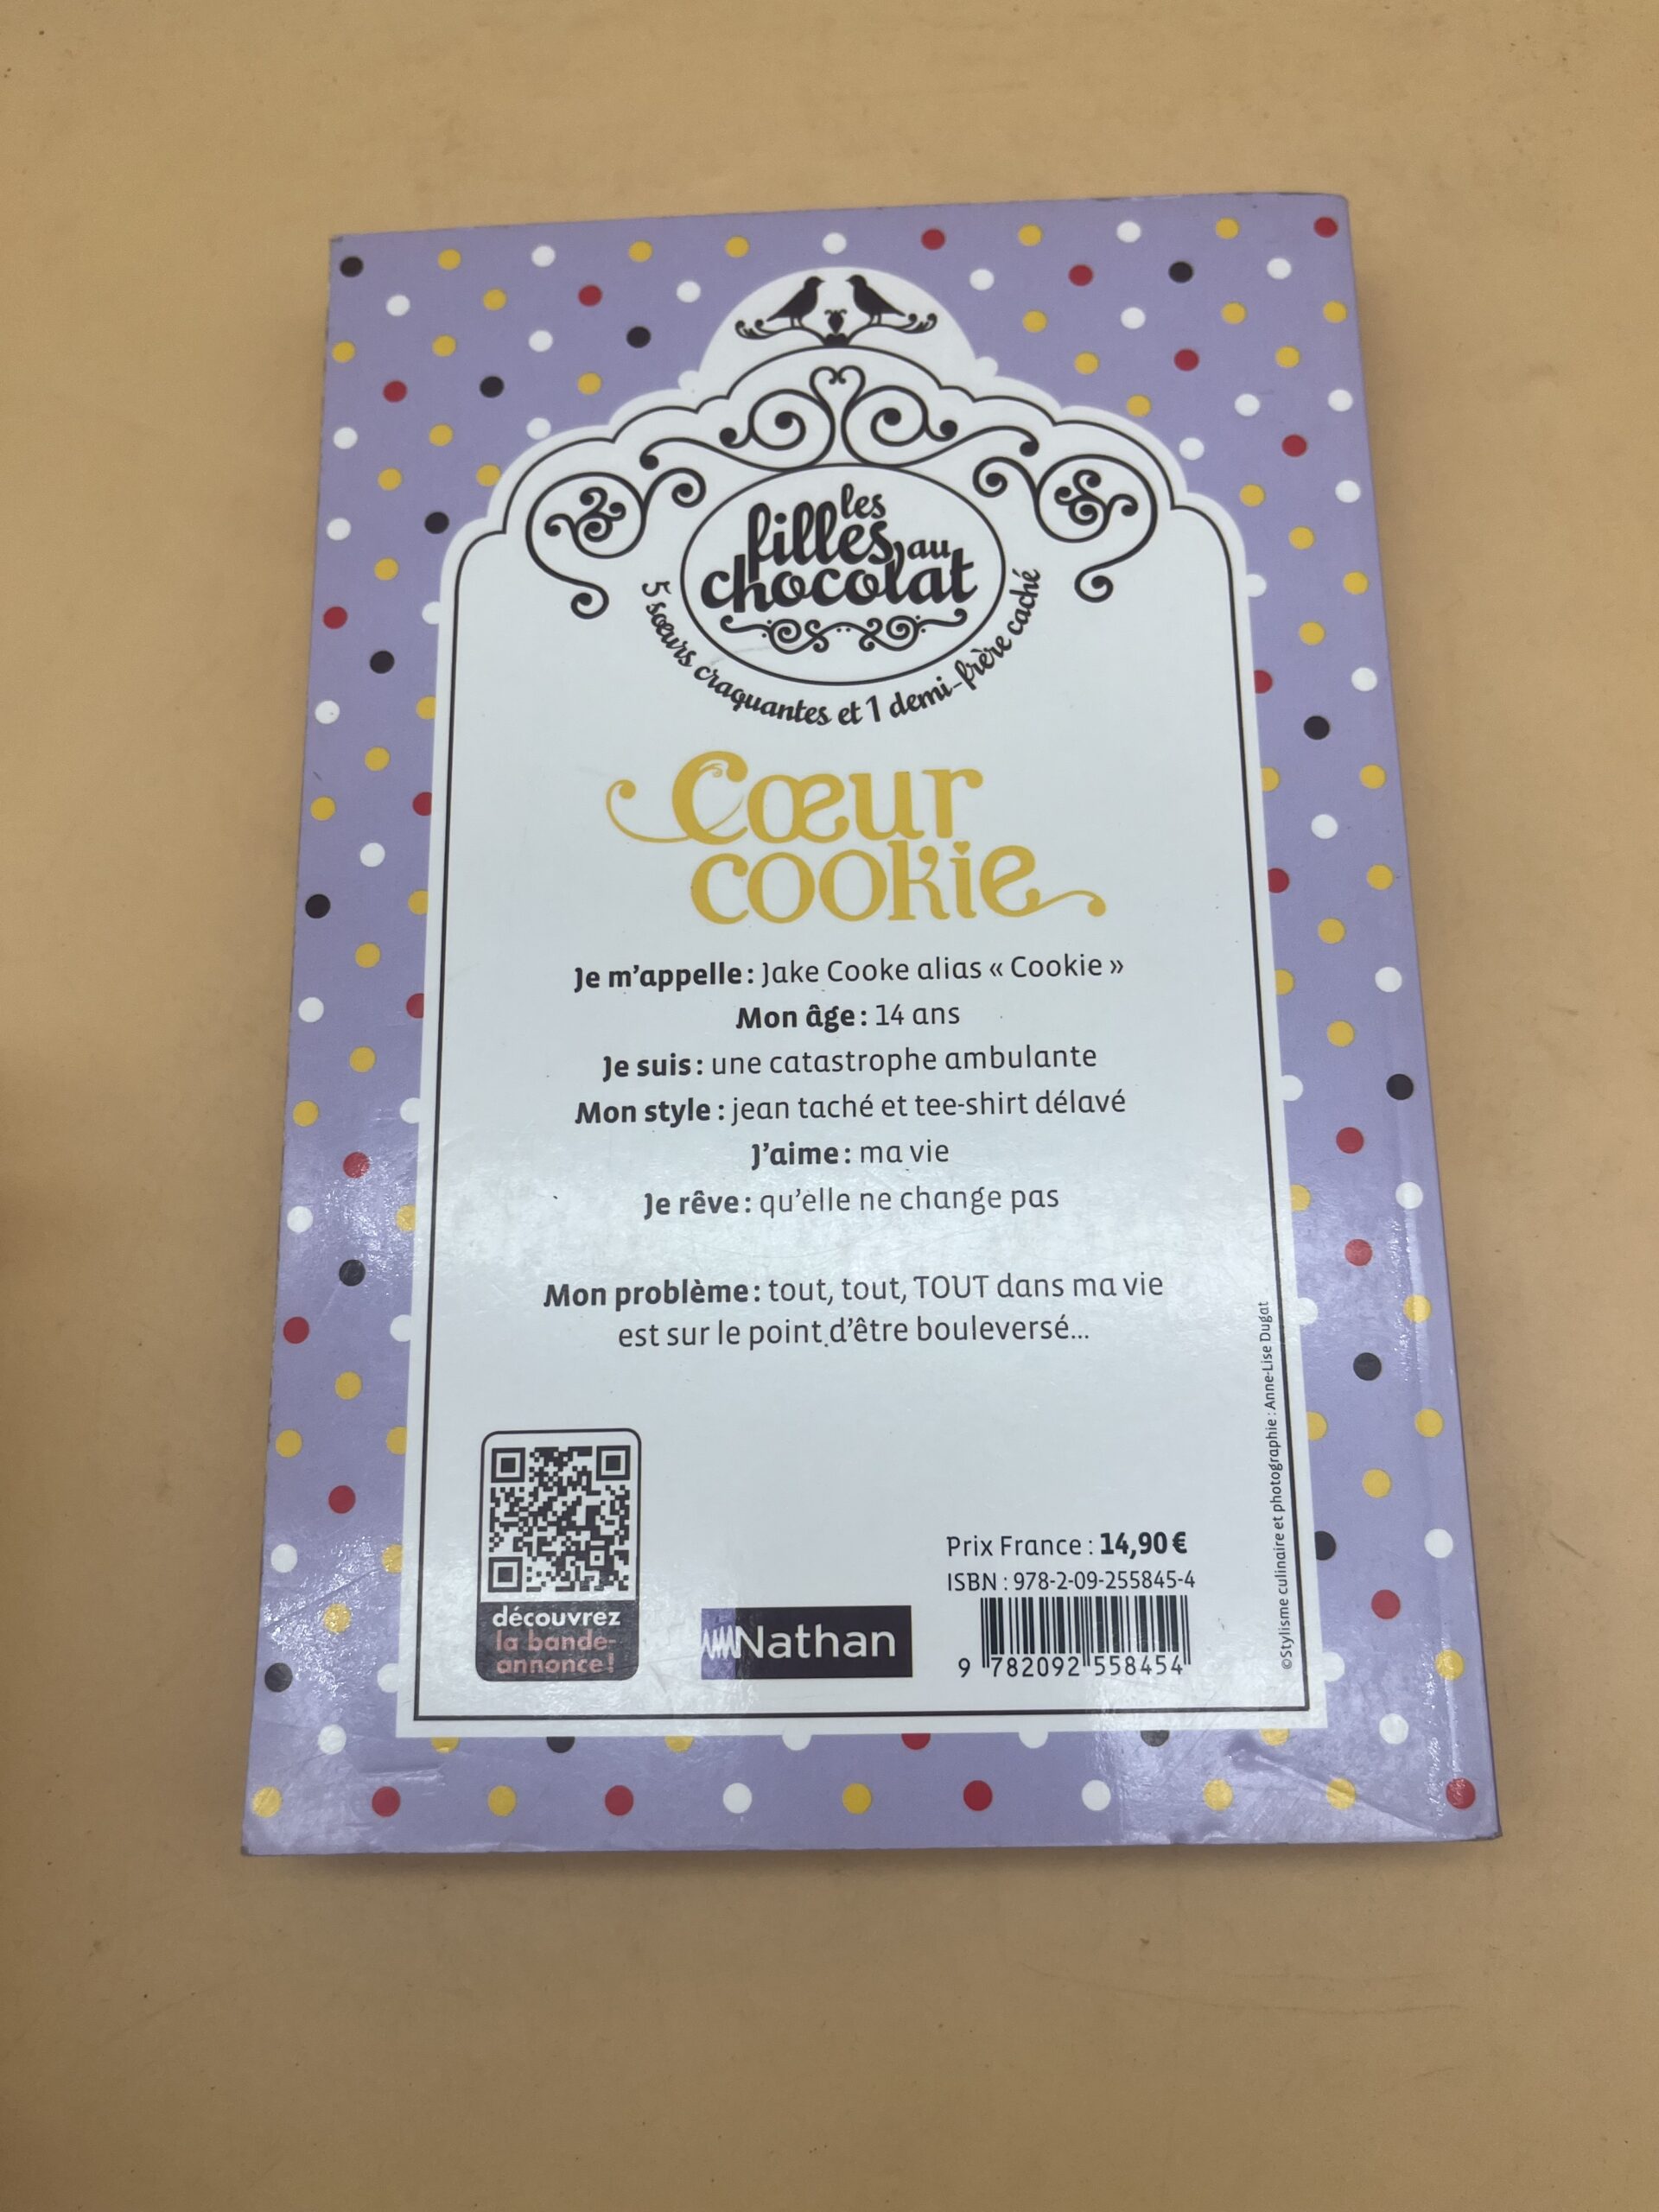 les
filles au
chocolat
5 sœurs craquantes et 1 demi-frère caché
Cœur
cookie
Je m'appelle : Jake Cooke alias « Cookie »
Mon âge : 14 ans
Je suis : une catastrophe ambulante
Mon style : jean taché et tee-shirt délavé
J'aime : ma vie
Je rêve : qu'elle ne change pas
Mon problème : tout, tout, TOUT dans ma vie
est sur le point d'être bouleversé...
découvrez
la bande-
annonce !
Nathan
Prix France : 14,90 €
ISBN : 978-2-09-255845-4
9 782092 558454
©Stylisme culinaire et photographie : Anne-Lise Dugat